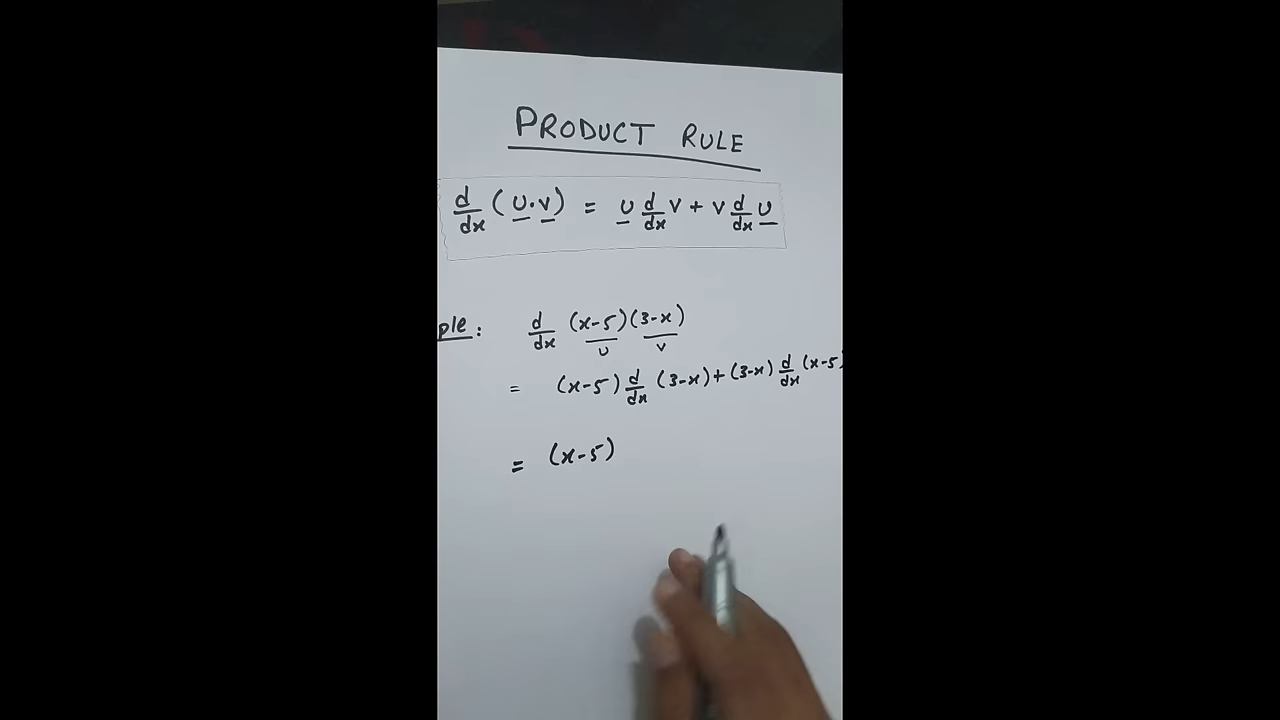 PRODUCT RULE
d/dx (U·V) = U d/dx V + V d/dx U
ple: d/dx (x-5)(3-x)
U V
= (x-5) d/dx (3-x) + (3-x) d/dx (x-5)
= (x-5)